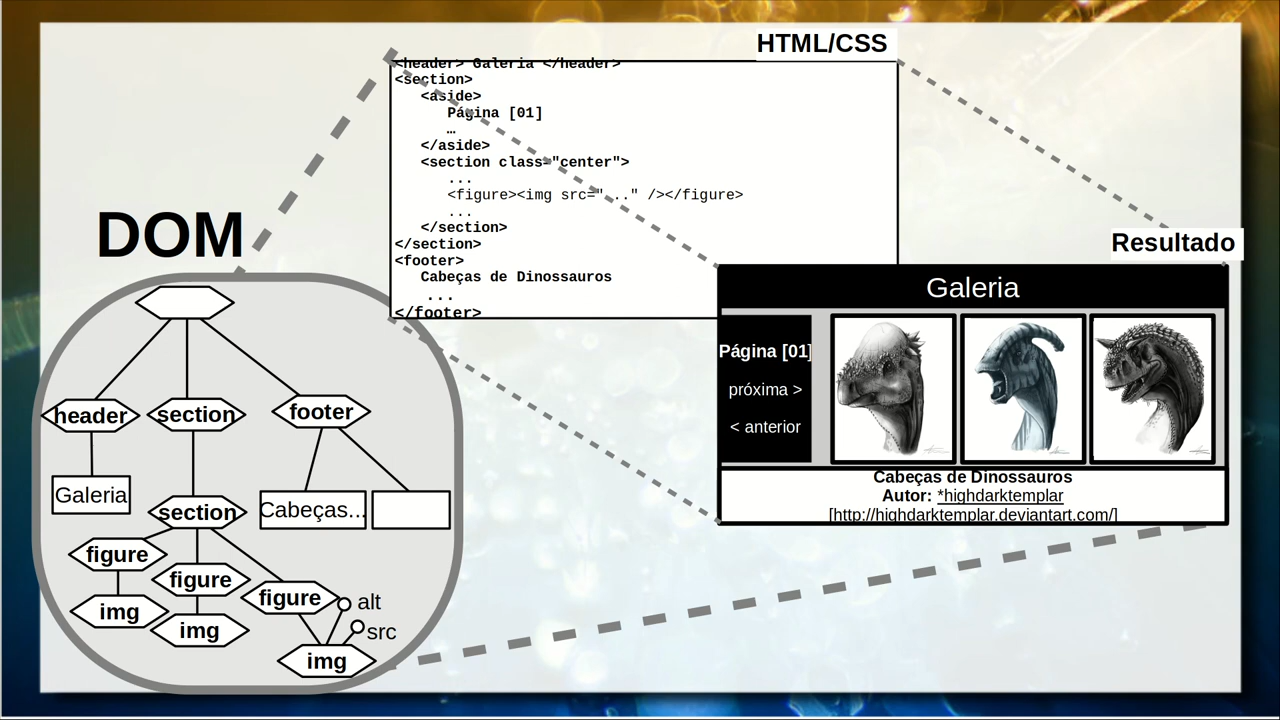 HTML/CSS
<header> Galeria </header>
<section>
<aside>
Página [01]
…
</aside>
<section class="center">
...
<figure><img src="..." /></figure>
...
</section>
</section>
<footer>
Cabeças de Dinossauros
...
</footer>
DOM
header
section
footer
Galeria
section
Cabeças...
figure
figure
figure
img
img
alt
src
img
Resultado
Galeria
Página [01]
próxima >
< anterior
Cabeças de Dinossauros
Autor: *highdarktemplar
[http://highdarktemplar.deviantart.com/]